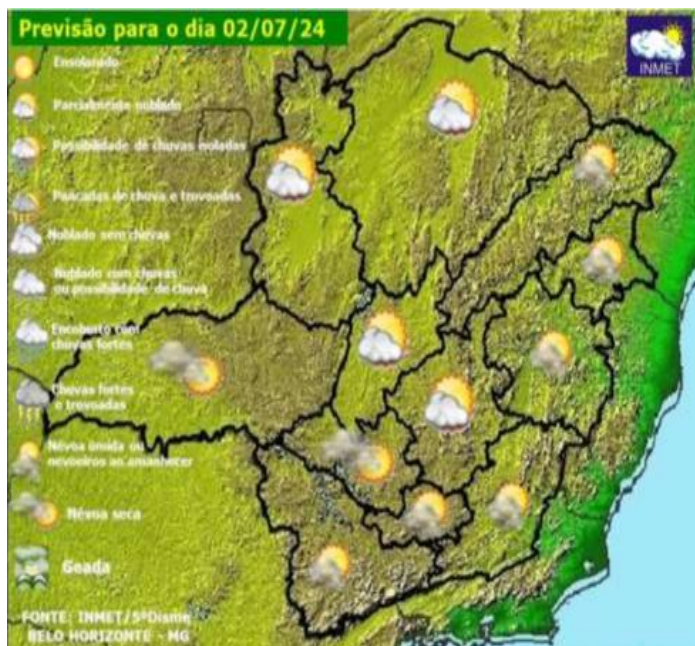 Previsão para o dia 02/07/24
INMET
Ensolarado
Parcialmente nublado
Possibilidade de chuvas isoladas
Pancadas de chuva e trovoadas
Nublado sem chuvas
Nublado com chuvas
ou possibilidade de chuva
Encoberto com
chuvas fortes
Chuvas fortes
e trovoadas
Névoa úmida ou
nevoeiros ao amanhecer
Névoa seca
Geada
FONTE: INMET/5ºDisme
BELO HORIZONTE - MG